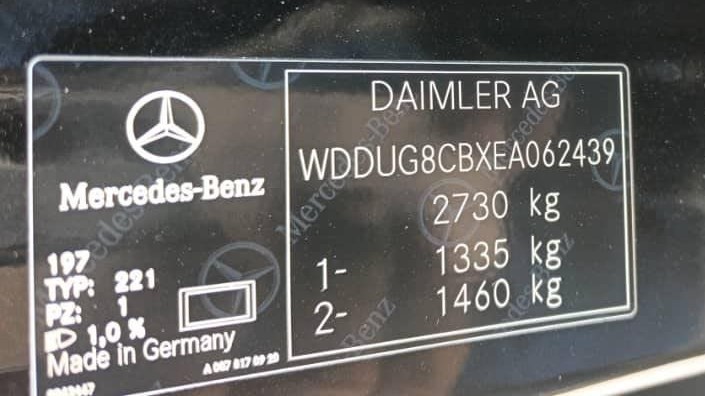 Mercedes-Benz
197
TYP: 221
PZ: 1
1,0 %
Made in Germany
DAIMLER AG
WDDUG8CBXEA062439
2730 kg
1- 1335 kg
2- 1460 kg